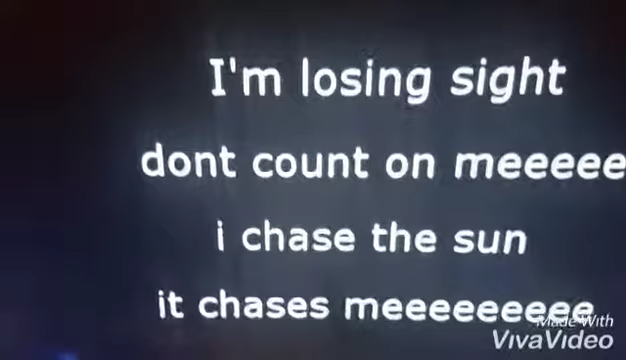 I'm losing sight
dont count on meeeee
i chase the sun
it chases meeeeeeeee
Made With
VivaVideo